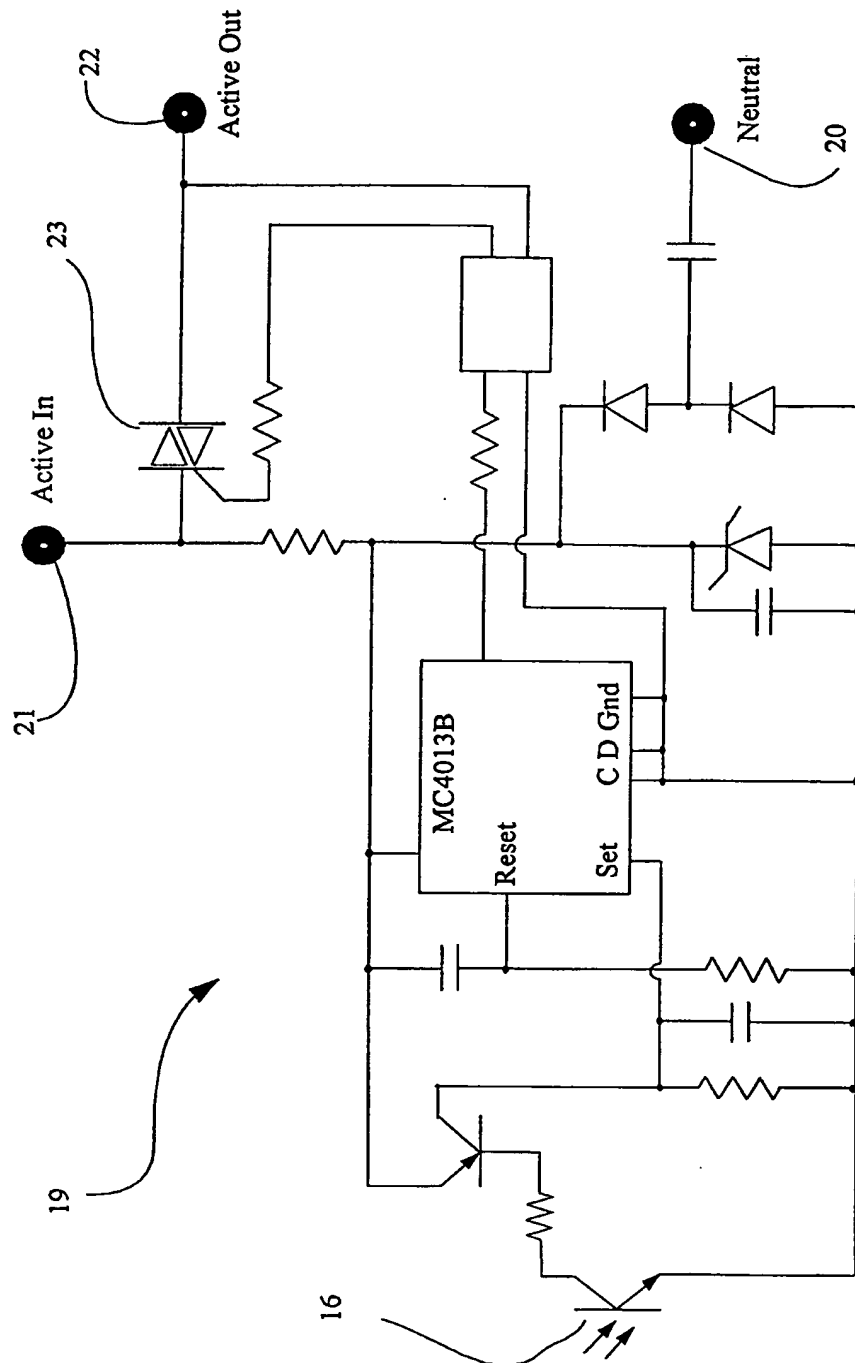 22
Active Out
23
Active In
21
Neutral
20
MC4013B
Reset
Set
C D Gnd
19
16